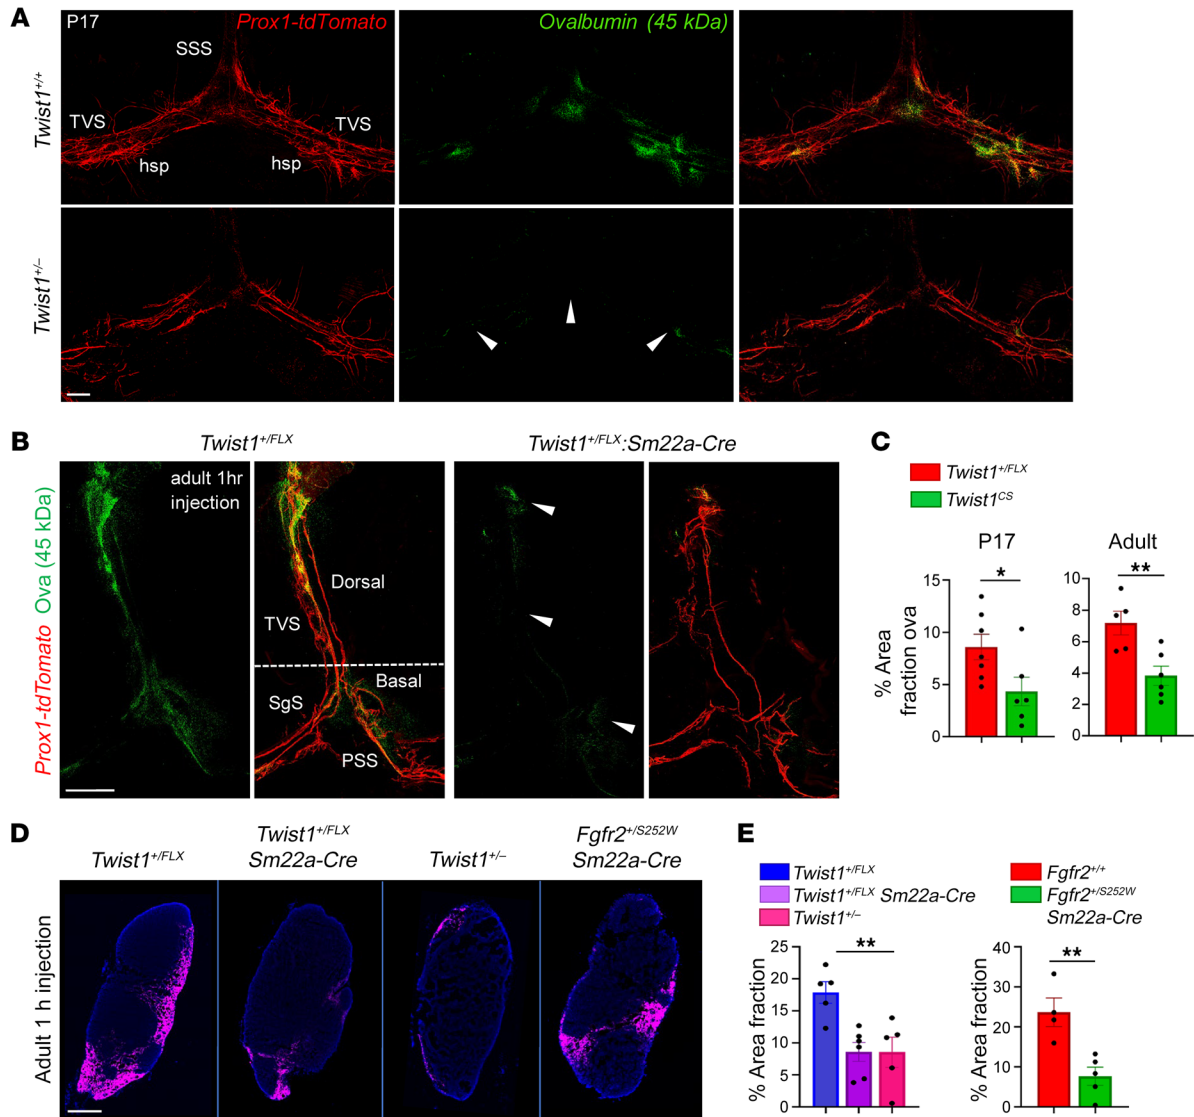 A
P17
Prox1-tdTomato
Ovalbumin (45 kDa)
SSS
TVS
TVS
hsp
hsp
Twist1+/+
Twist1+/–
B
Twist1+/FLX
Twist1+/FLX:Sm22a-Cre
Prox1-tdTomato Ova (45 kDa)
adult 1hr
injection
Dorsal
TVS
Basal
SgS
PSS
C
Twist1+/FLX
Twist1CS
P17
Adult
% Area
fraction ova
15
10
5
0
*
10
8
6
4
2
0
**
D
Twist1+/FLX
Twist1+/FLX
Sm22a-Cre
Twist1+/–
Fgfr2+/S252W
Sm22a-Cre
Adult 1 h injection
E
Twist1+/FLX
Twist1+/FLX Sm22a-Cre
Twist1+/–
Fgfr2+/+
Fgfr2+/S252W
Sm22a-Cre
% Area fraction
25
20
15
10
5
0
**
% Area fraction
40
30
20
10
0
**